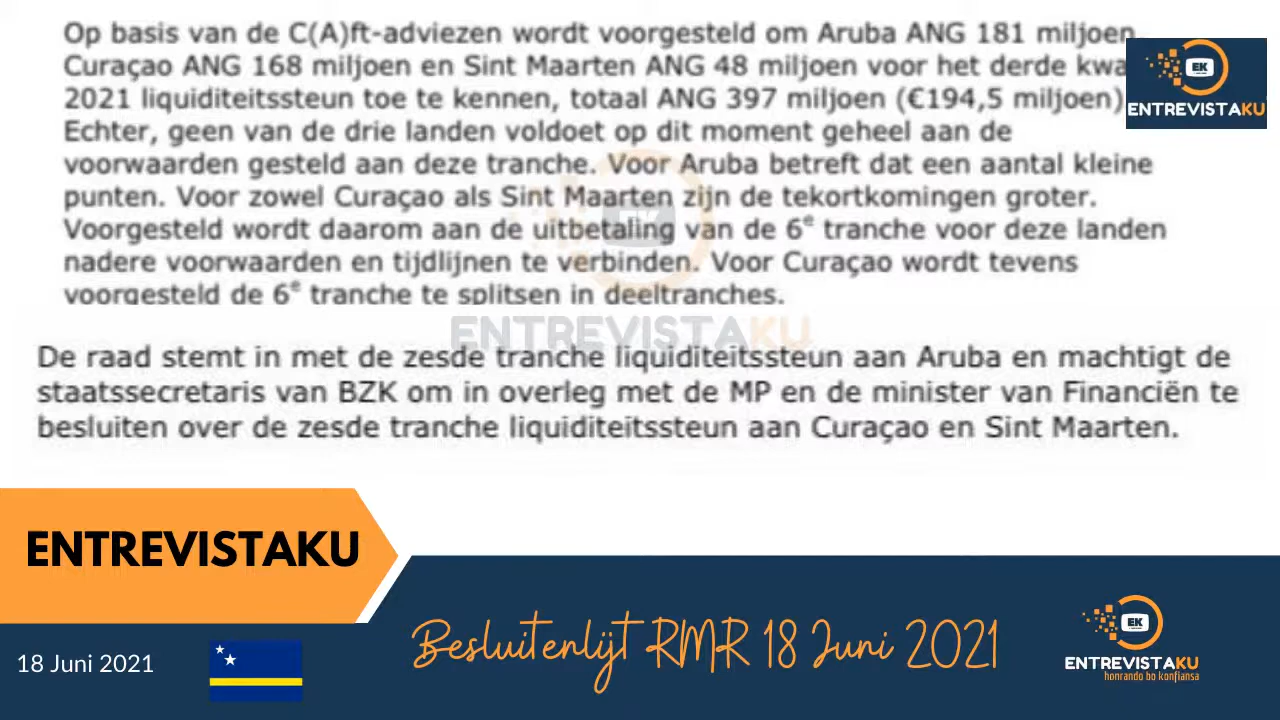 Op basis van de C(A)ft-adviezen wordt voorgesteld om Aruba ANG 181 miljoen,
Curaçao ANG 168 miljoen en Sint Maarten ANG 48 miljoen voor het derde
2021 liquiditeitssteun toe te kennen, totaal ANG 397 miljoen (€194,5 miljoen)
Echter, geen van de drie landen voldoet op dit moment geheel aan de
voorwaarden gesteld aan deze tranche. Voor Aruba betreft dat een aantal kleine
punten. Voor zowel Curaçao als Sint Maarten zijn de tekortkomingen groter.
Voorgesteld wordt daarom aan de uitbetaling van de 6e tranche voor deze landen
nadere voorwaarden en tijdlijnen te verbinden. Voor Curaçao wordt tevens
voorgesteld de 6e tranche te splitsen in deeltranches.
EK
ENTREVISTAKU
EK
ENTREVISTAKU
De raad stemt in met de zesde tranche liquiditeitssteun aan Aruba en machtigt de
staatssecretaris van BZK om in overleg met de MP en de minister van Financiën te
besluiten over de zesde tranche liquiditeitssteun aan Curaçao en Sint Maarten.
ENTREVISTAKU
18 Juni 2021
Besluitenlijt RMR 18 Juni 2021
EK
ENTREVISTAKU
honrando bo konfiansa